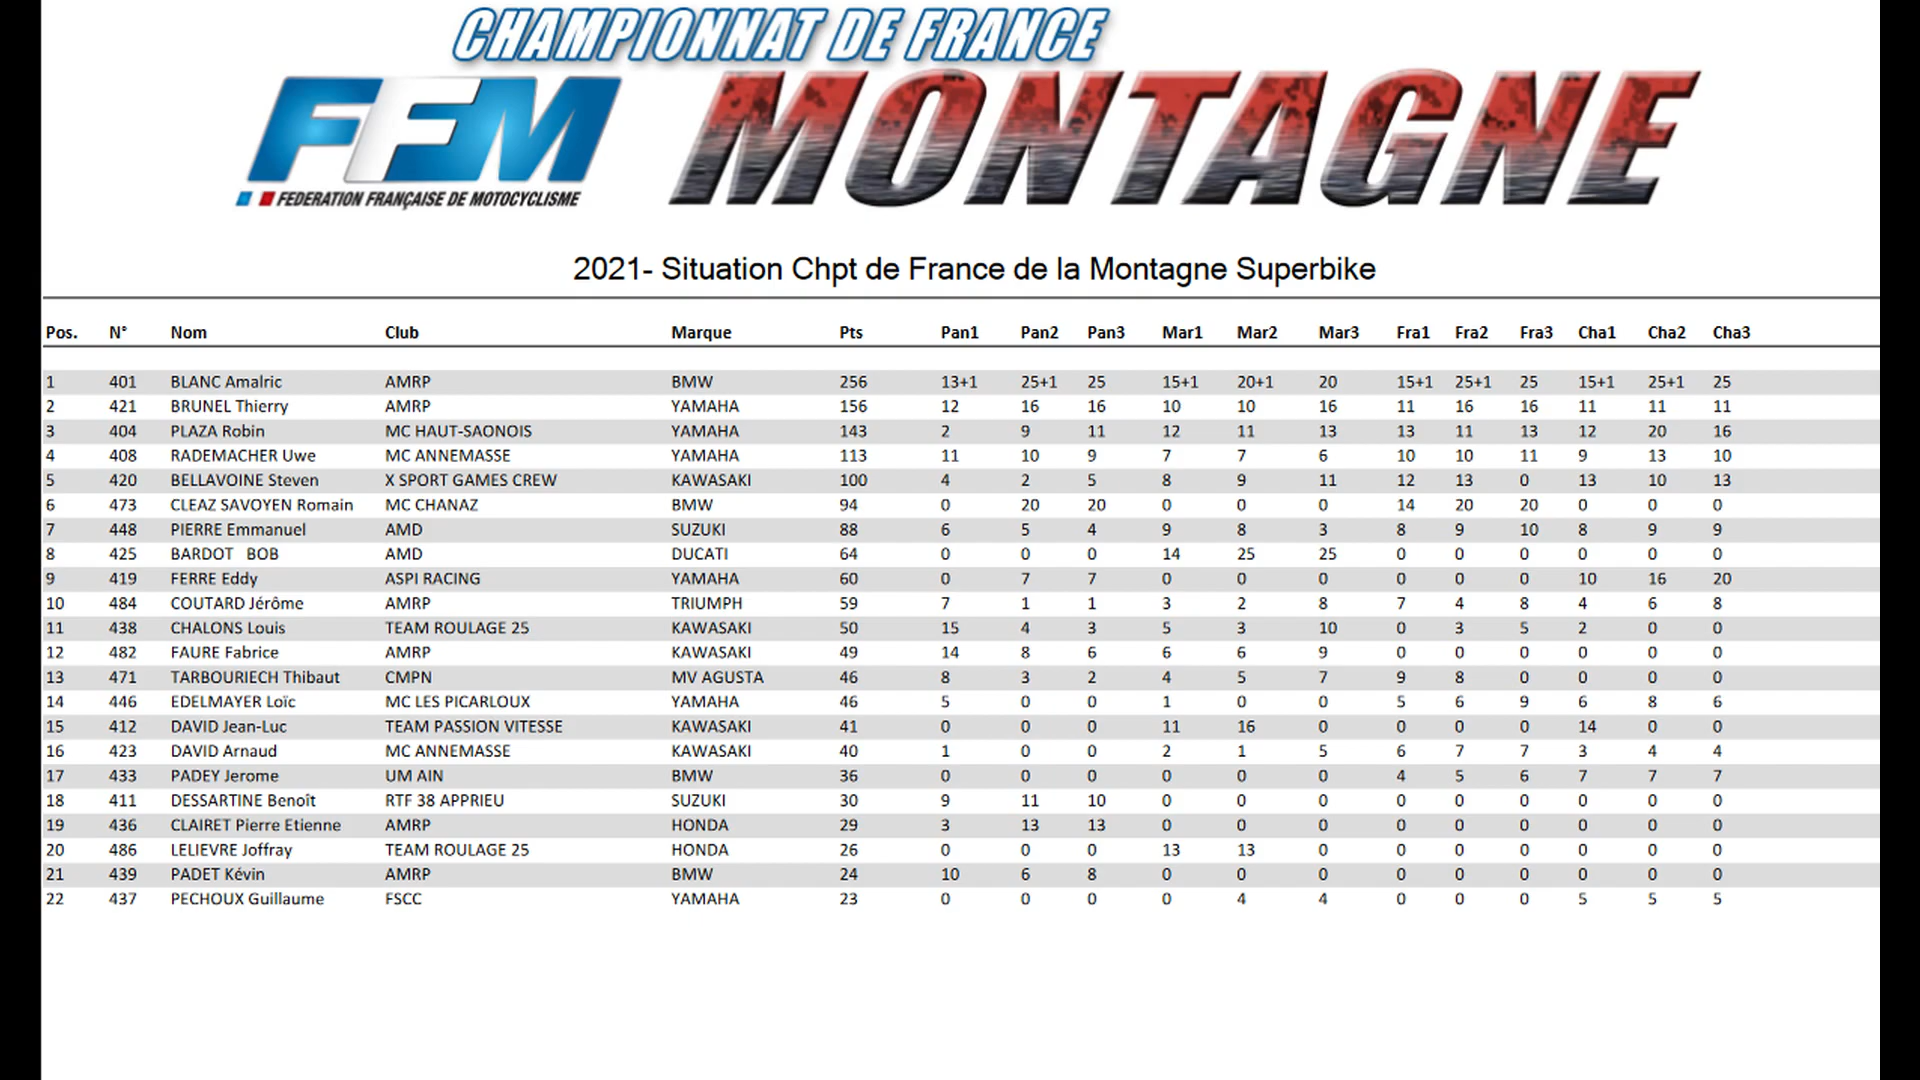 CHAMPIONNAT DE FRANCE
FFM MONTAGNE
FEDERATION FRANÇAISE DE MOTOCYCLISME
2021- Situation Chpt de France de la Montagne Superbike
Pos. N° Nom Club Marque Pts Pan1 Pan2 Pan3 Mar1 Mar2 Mar3 Fra1 Fra2 Fra3 Cha1 Cha2 Cha3
1 401 BLANC Amalric AMRP BMW 256 13+1 25+1 25 15+1 20+1 20 15+1 25+1 25 15+1 25+1 25
2 421 BRUNEL Thierry AMRP YAMAHA 156 12 16 16 10 10 16 11 16 16 11 11 11
3 404 PLAZA Robin MC HAUT-SAONOIS YAMAHA 143 2 9 11 12 11 13 13 11 13 12 20 16
4 408 RADEMACHER Uwe MC ANNEMASSE YAMAHA 113 11 10 9 7 7 6 10 10 11 9 13 10
5 420 BELLAVOINE Steven X SPORT GAMES CREW KAWASAKI 100 4 2 5 8 9 11 12 13 0 13 10 13
6 473 CLEAZ SAVOYEN Romain MC CHANAZ BMW 94 0 20 20 0 0 0 14 20 20 0 0 0
7 448 PIERRE Emmanuel AMD SUZUKI 88 6 5 4 9 8 3 8 9 10 8 9 9
8 425 BARDOT BOB AMD DUCATI 64 0 0 0 14 25 25 0 0 0 0 0 0
9 419 FERRE Eddy ASPI RACING YAMAHA 60 0 7 7 0 0 0 0 0 0 10 16 20
10 484 COUTARD Jérôme AMRP TRIUMPH 59 7 1 1 3 2 8 7 4 8 4 6 8
11 438 CHALONS Louis TEAM ROULAGE 25 KAWASAKI 50 15 4 3 5 3 10 0 3 5 2 0 0
12 482 FAURE Fabrice AMRP KAWASAKI 49 14 8 6 6 6 9 0 0 0 0 0 0
13 471 TARBOURIECH Thibaut CMPN MV AGUSTA 46 8 3 2 4 5 7 9 8 0 0 0 0
14 446 EDELMAYER Loïc MC LES PICARLOUX YAMAHA 46 5 0 0 1 0 0 5 6 9 6 8 6
15 412 DAVID Jean-Luc TEAM PASSION VITESSE KAWASAKI 41 0 0 0 11 16 0 0 0 0 14 0 0
16 423 DAVID Arnaud MC ANNEMASSE KAWASAKI 40 1 0 0 2 1 5 6 7 7 3 4 4
17 433 PADEY Jerome UM AIN BMW 36 0 0 0 0 0 0 4 5 6 7 7 7
18 411 DESSARTINE Benoît RTF 38 APPRIEU SUZUKI 30 9 11 10 0 0 0 0 0 0 0 0 0
19 436 CLAIRET Pierre Etienne AMRP HONDA 29 3 13 13 0 0 0 0 0 0 0 0 0
20 486 LELIEVRE Joffray TEAM ROULAGE 25 HONDA 26 0 0 0 13 13 0 0 0 0 0 0 0
21 439 PADET Kévin AMRP BMW 24 10 6 8 0 0 0 0 0 0 0 0 0
22 437 PECHOUX Guillaume FSCC YAMAHA 23 0 0 0 0 4 4 0 0 0 5 5 5